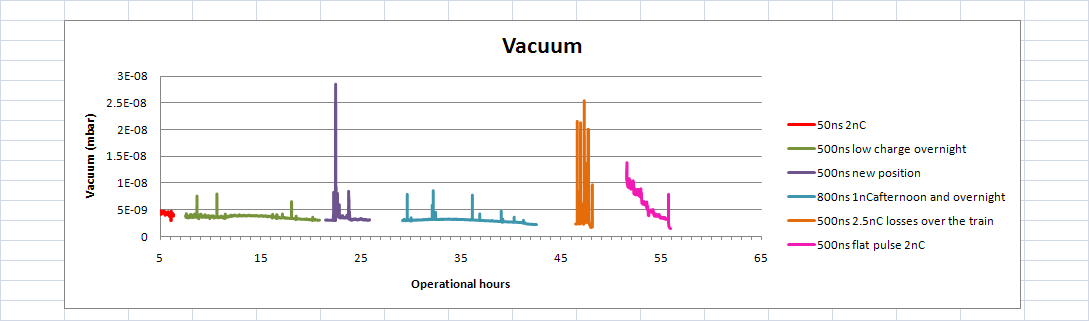 Vacuum
Vacuum (mbar)
3E-08
2.5E-08
2E-08
1.5E-08
1E-08
5E-09
0
5 15 25 35 45 55 65
Operational hours
50ns 2nC
500ns low charge overnight
500ns new position
800ns 1nCafternoon and overnight
500ns 2.5nC losses over the train
500ns flat pulse 2nC